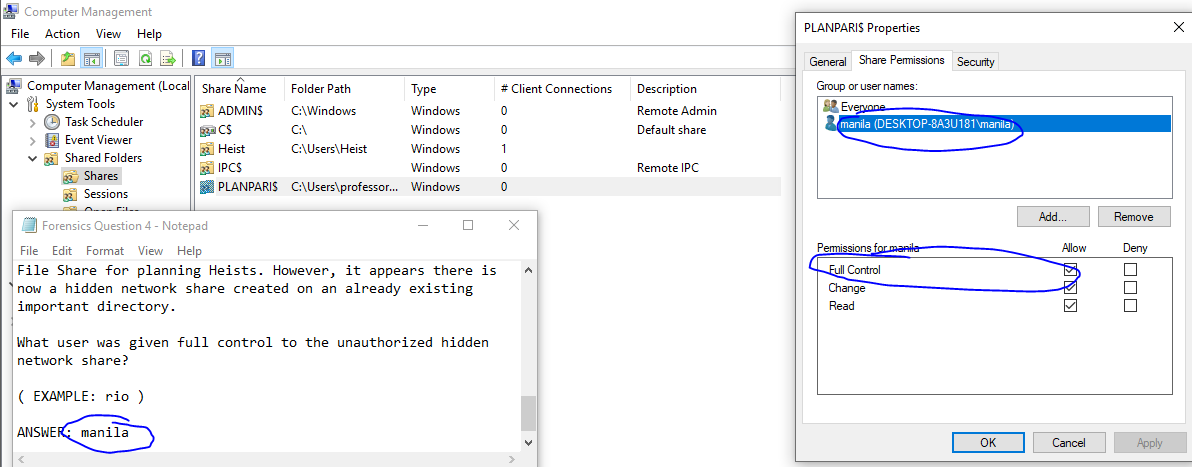 Computer Management
File Action View Help
Computer Management (Local
System Tools
Task Scheduler
Event Viewer
Shared Folders
Shares
Sessions
Open Files
Share Name Folder Path Type # Client Connections Description
ADMIN$ C:\Windows Windows 0 Remote Admin
C$ C:\ Windows 0 Default share
Heist C:\Users\Heist Windows 1
IPC$ Windows 0 Remote IPC
PLANPARI$ C:\Users\professor... Windows 0
Forensics Question 4 - Notepad
File Edit Format View Help
File Share for planning Heists. However, it appears there is
now a hidden network share created on an already existing
important directory.
What user was given full control to the unauthorized hidden
network share?
( EXAMPLE: rio )
ANSWER: manila
PLANPARI$ Properties
General Share Permissions Security
Group or user names:
Everyone
manila (DESKTOP-8A3U181\manila)
Add... Remove
Permissions for manila Allow Deny
Full Control
Change
Read
OK Cancel Apply